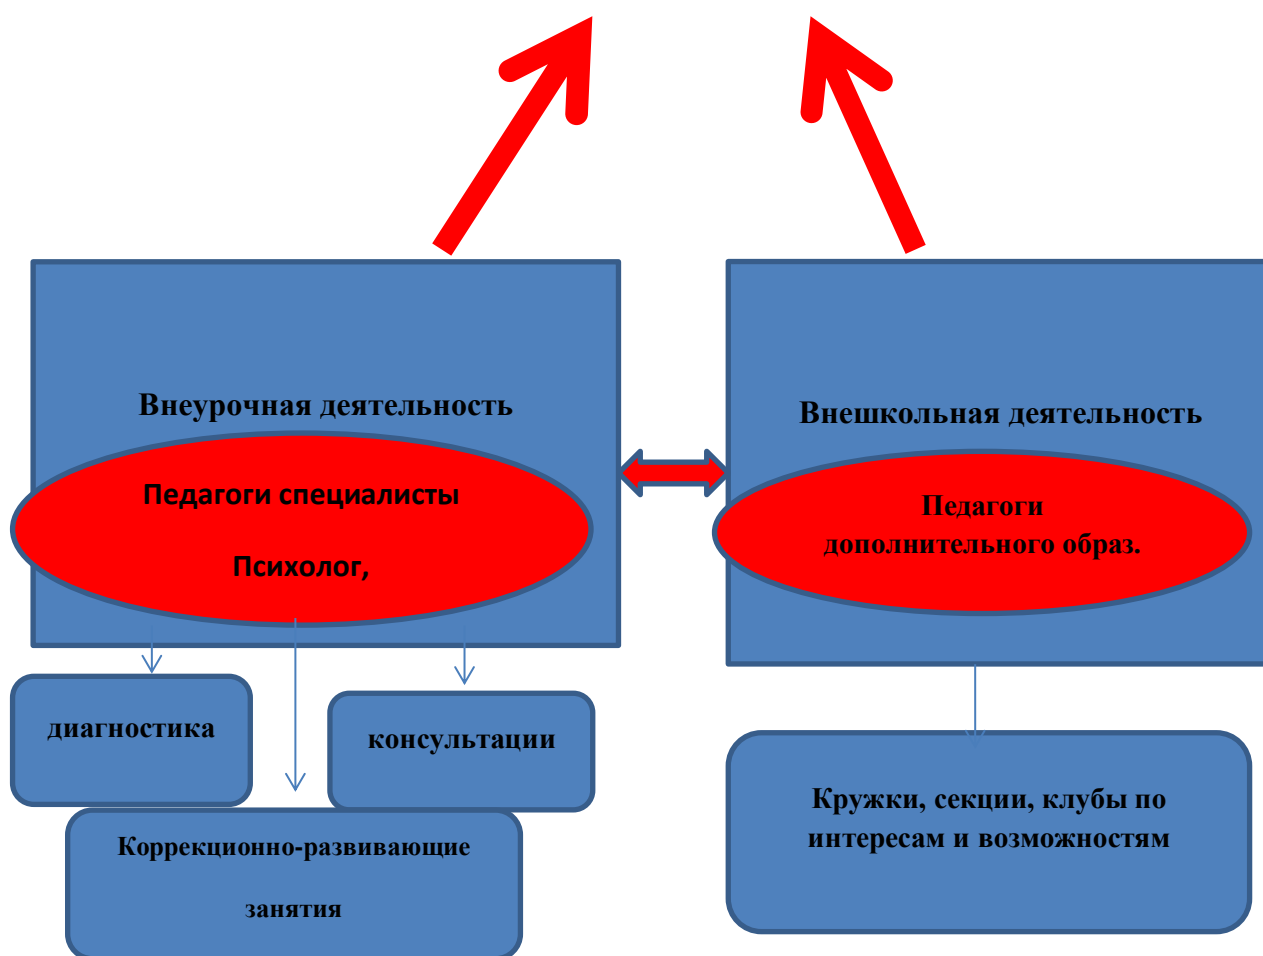 Внеурочная деятельность
Педагоги специалисты
Психолог,
диагностика
консультации
Коррекционно-развивающие
занятия
Внешкольная деятельность
Педагоги
дополнительного образ.
Кружки, секции, клубы по
интересам и возможностям